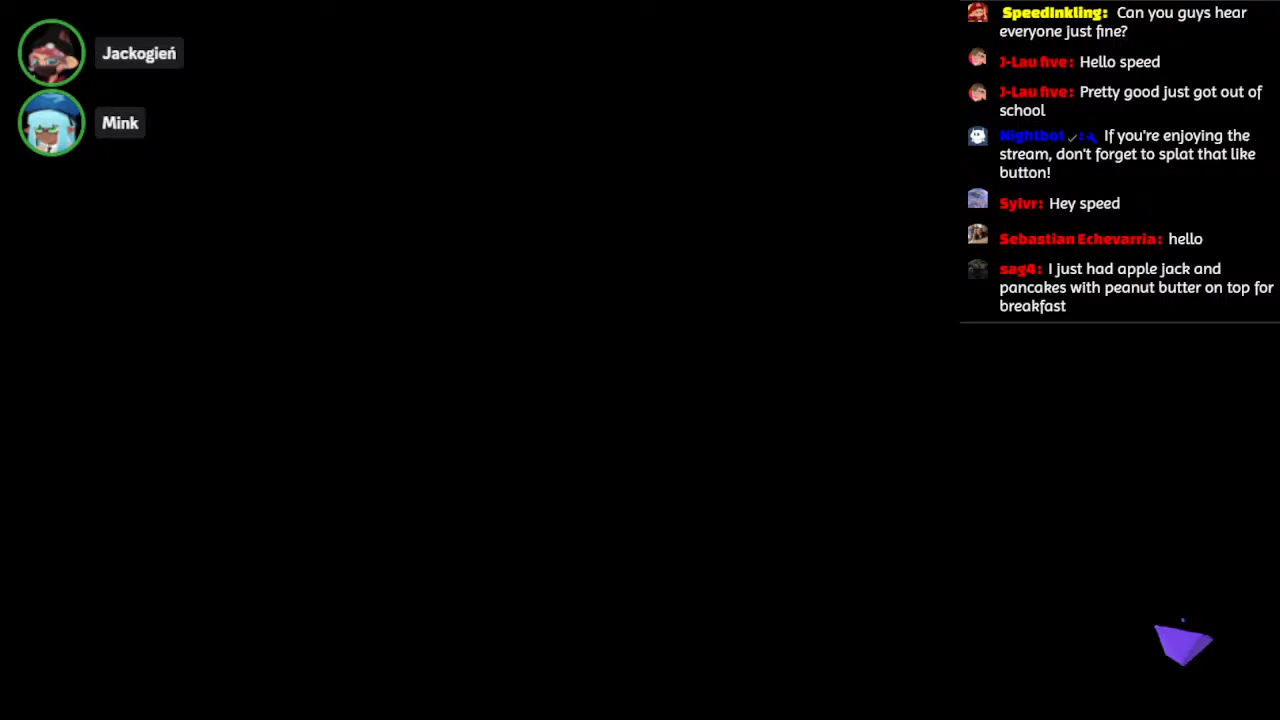 Jackogień
Mink
SpeedInkling: Can you guys hear
everyone just fine?
J-Lau five: Hello speed
J-Lau five: Pretty good just got out of
school
Nightbot: If you're enjoying the
stream, don't forget to splat that like
button!
Sylvr: Hey speed
Sebastian Echevarria: hello
sag4: I just had apple jack and
pancakes with peanut butter on top for
breakfast